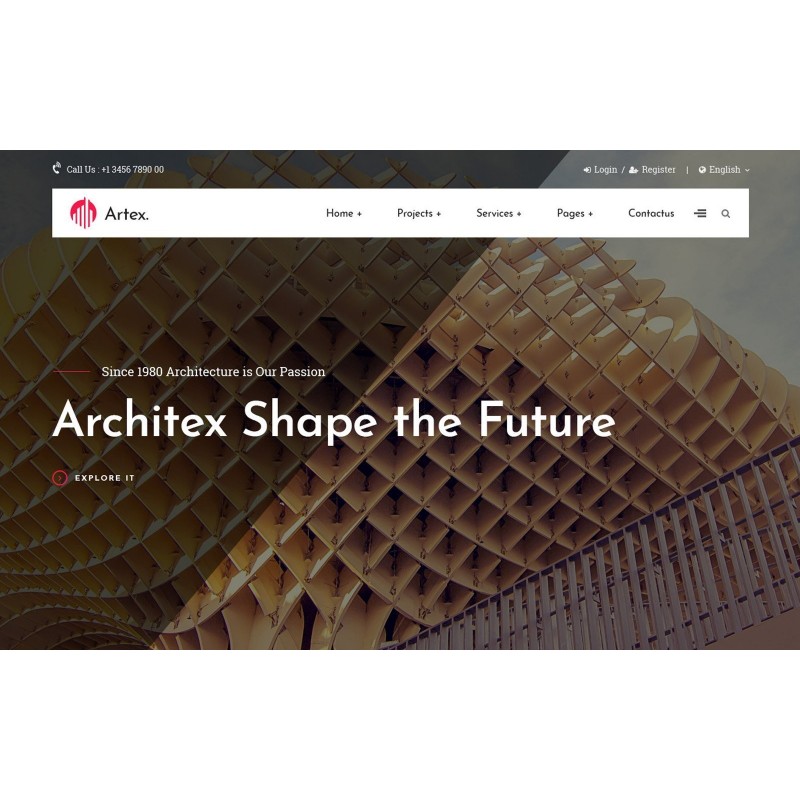 Call Us : +1 3456 7890 00
Login / Register | English
Artex.
Home + Projects + Services + Pages + Contactus
Since 1980 Architecture is Our Passion
Architex Shape the Future
EXPLORE IT